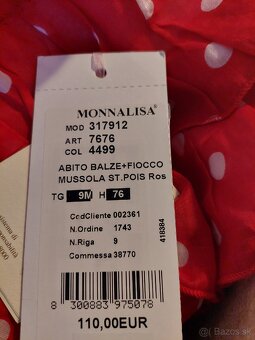 MONNALISA®
MOD 317912
ART 7676
COL 4499
ABITO BALZE+FIOCCO
MUSSOLA ST.POIS Ros
TG 9M H 76
CodCliente 002361
N.Ordine 1743
N.Riga 9
Commessa 38770
418384
8 300883 975078
110,00EUR
© Bazos.sk